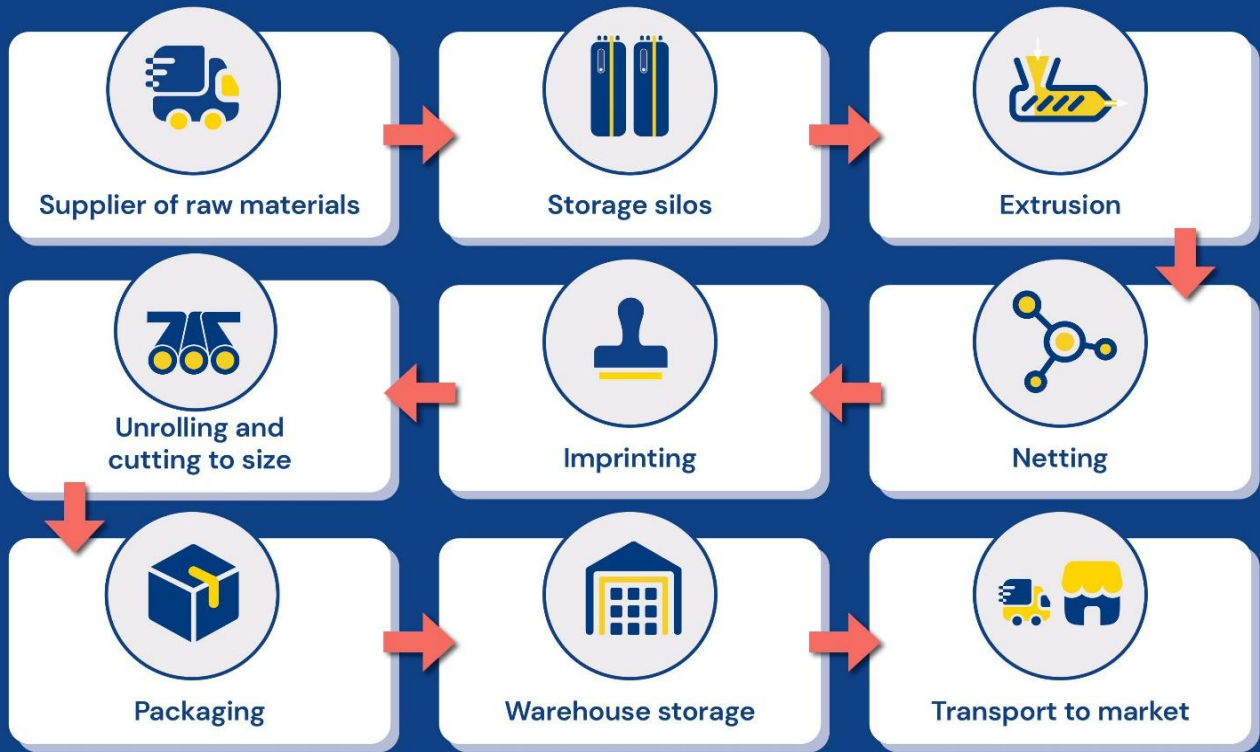 Supplier of raw materials
Storage silos
Extrusion
Netting
Imprinting
Unrolling and
cutting to size
Packaging
Warehouse storage
Transport to market